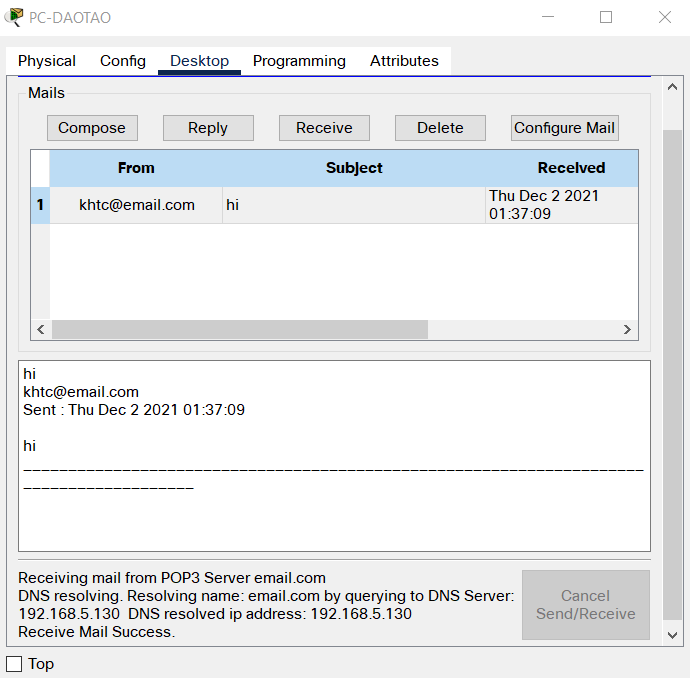 PC-DAOTAO
Physical Config Desktop Programming Attributes
Mails
Compose Reply Receive Delete Configure Mail
From Subject Received
1 khtc@email.com hi Thu Dec 2 2021
01:37:09
hi
khtc@email.com
Sent : Thu Dec 2 2021 01:37:09
hi
_____________________________________________________________________
___________________
Receiving mail from POP3 Server email.com
DNS resolving. Resolving name: email.com by querying to DNS Server:
192.168.5.130 DNS resolved ip address: 192.168.5.130
Receive Mail Success.
Cancel
Send/Receive
Top